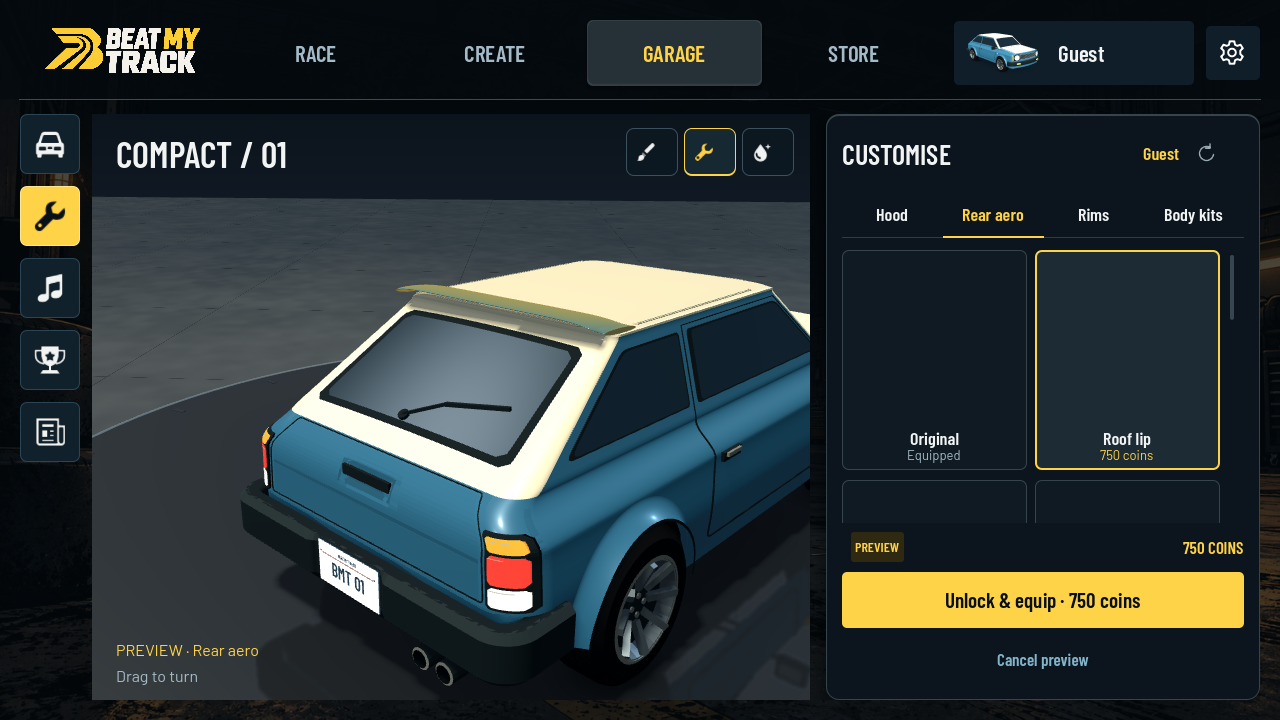 BEAT MY TRACK
RACE
CREATE
GARAGE
STORE
Guest
COMPACT / 01
CUSTOMISE
Guest
Hood
Rear aero
Rims
Body kits
Original
Equipped
Roof lip
750 coins
PREVIEW
750 COINS
Unlock & equip · 750 coins
Cancel preview
BMT 01
PREVIEW · Rear aero
Drag to turn